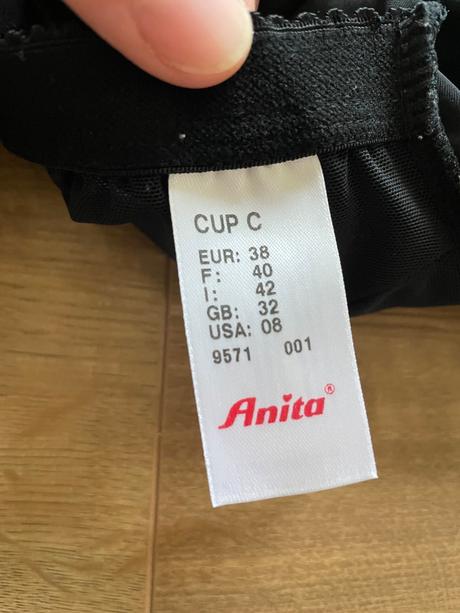 CUP C
EUR: 38
F: 40
I: 42
GB: 32
USA: 08
9571 001
Anita®